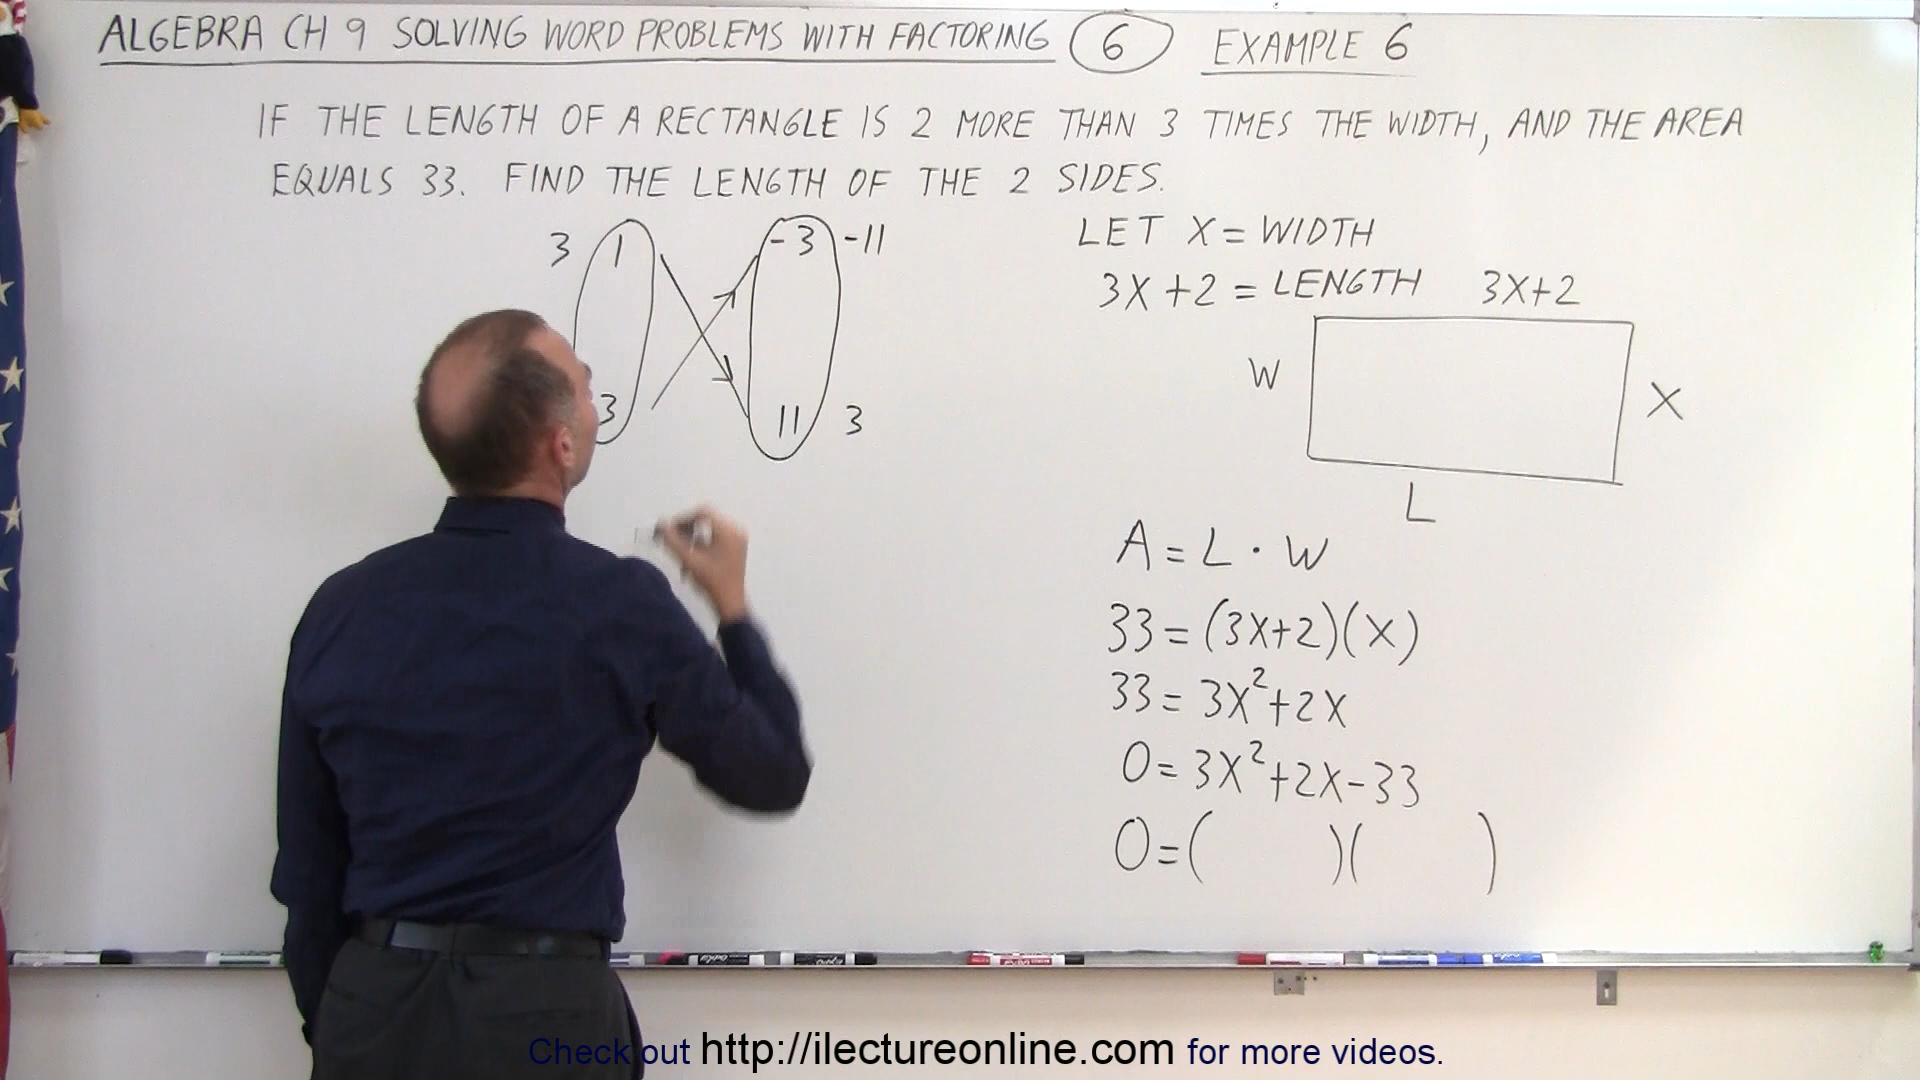 ALGEBRA CH 9 SOLVING WORD PROBLEMS WITH FACTORING 6 EXAMPLE 6
IF THE LENGTH OF A RECTANGLE IS 2 MORE THAN 3 TIMES THE WIDTH, AND THE AREA
EQUALS 33. FIND THE LENGTH OF THE 2 SIDES.
3 1 -3 -11
3 11 3
LET X = WIDTH
3X+2 = LENGTH 3X+2
W X
L
A = L · W
33 = (3X+2)(X)
33 = 3X²+2X
0 = 3X²+2X-33
0 = ( )( )
Check out http://ilectureonline.com for more videos.